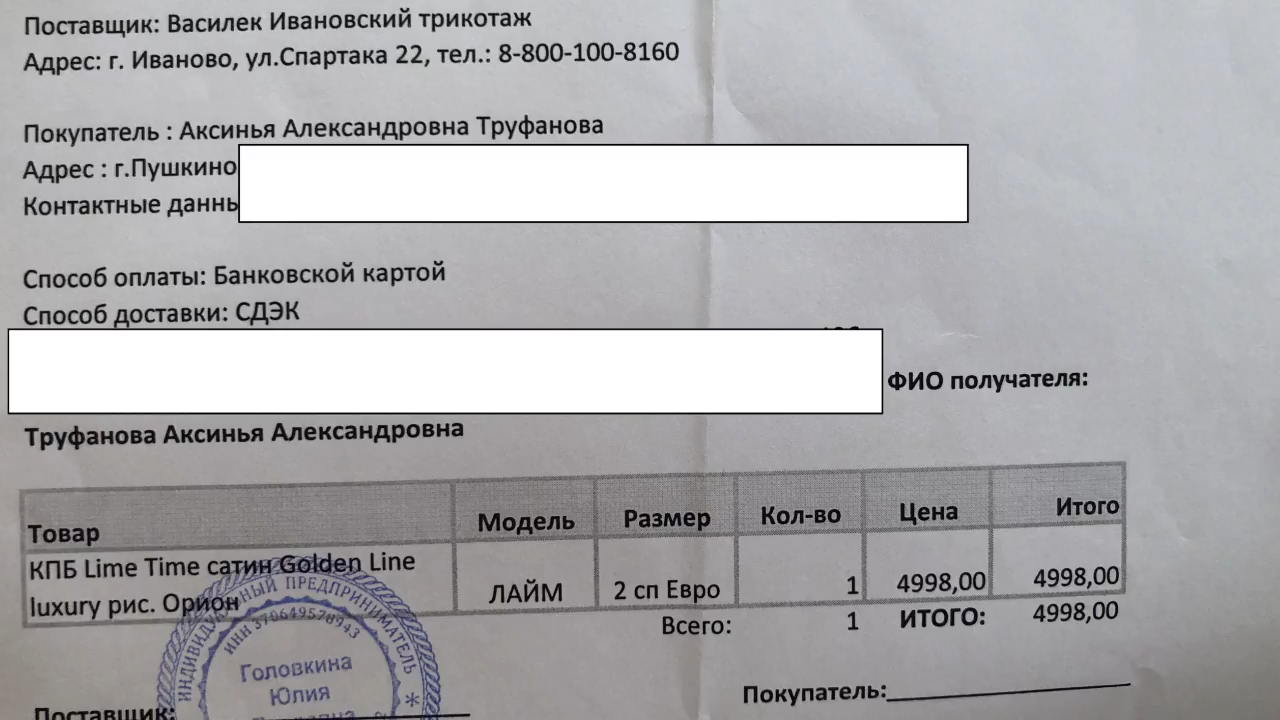 Поставщик: Василек Ивановский трикотаж
Адрес: г. Иваново, ул.Спартака 22, тел.: 8-800-100-8160
Покупатель : Аксинья Александровна Труфанова
Адрес : г.Пушкино
Контактные данны
Способ оплаты: Банковской картой
Способ доставки: СДЭК
ФИО получателя:
Труфанова Аксинья Александровна
Товар Модель Размер Кол-во Цена Итого
КПБ Lime Time сатин Golden Line
luxury рис. Орион ЛАЙМ 2 сп Евро 1 4998,00 4998,00
Всего: 1 ИТОГО: 4998,00
ИНДИВИДУАЛЬНЫЙ ПРЕДПРИНИМАТЕЛЬ *
ИНН 370649578943
Головкина
Юлия
Поставщик:
Покупатель: